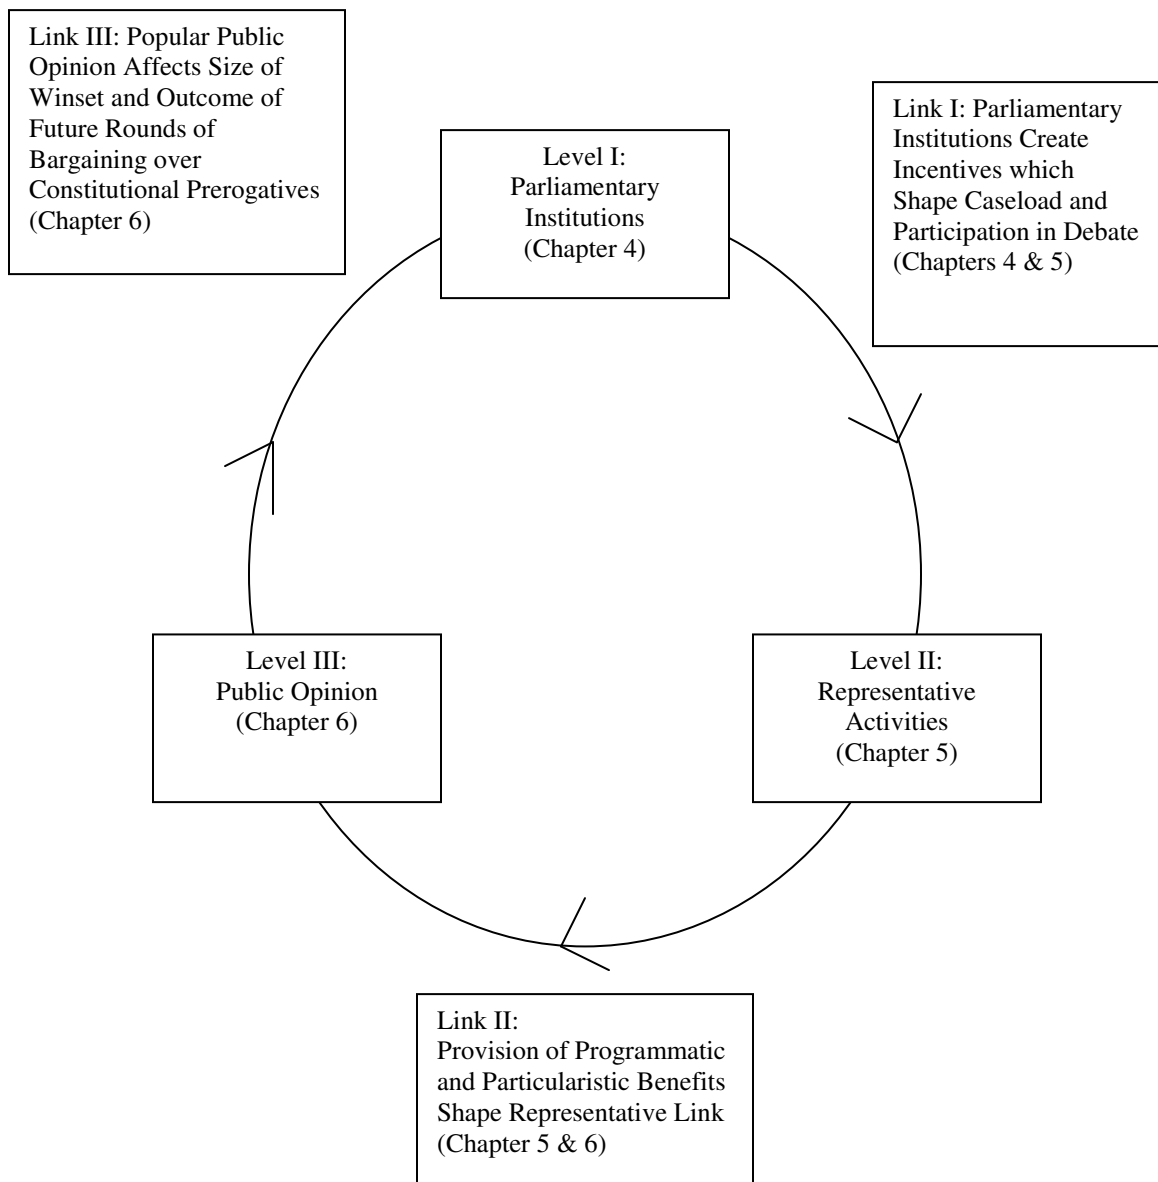 Link III: Popular Public
Opinion Affects Size of
Winset and Outcome of
Future Rounds of
Bargaining over
Constitutional Prerogatives
(Chapter 6)
Level I:
Parliamentary
Institutions
(Chapter 4)
Link I: Parliamentary
Institutions Create
Incentives which
Shape Caseload and
Participation in Debate
(Chapters 4 & 5)
Level III:
Public Opinion
(Chapter 6)
Level II:
Representative
Activities
(Chapter 5)
Link II:
Provision of Programmatic
and Particularistic Benefits
Shape Representative Link
(Chapter 5 & 6)